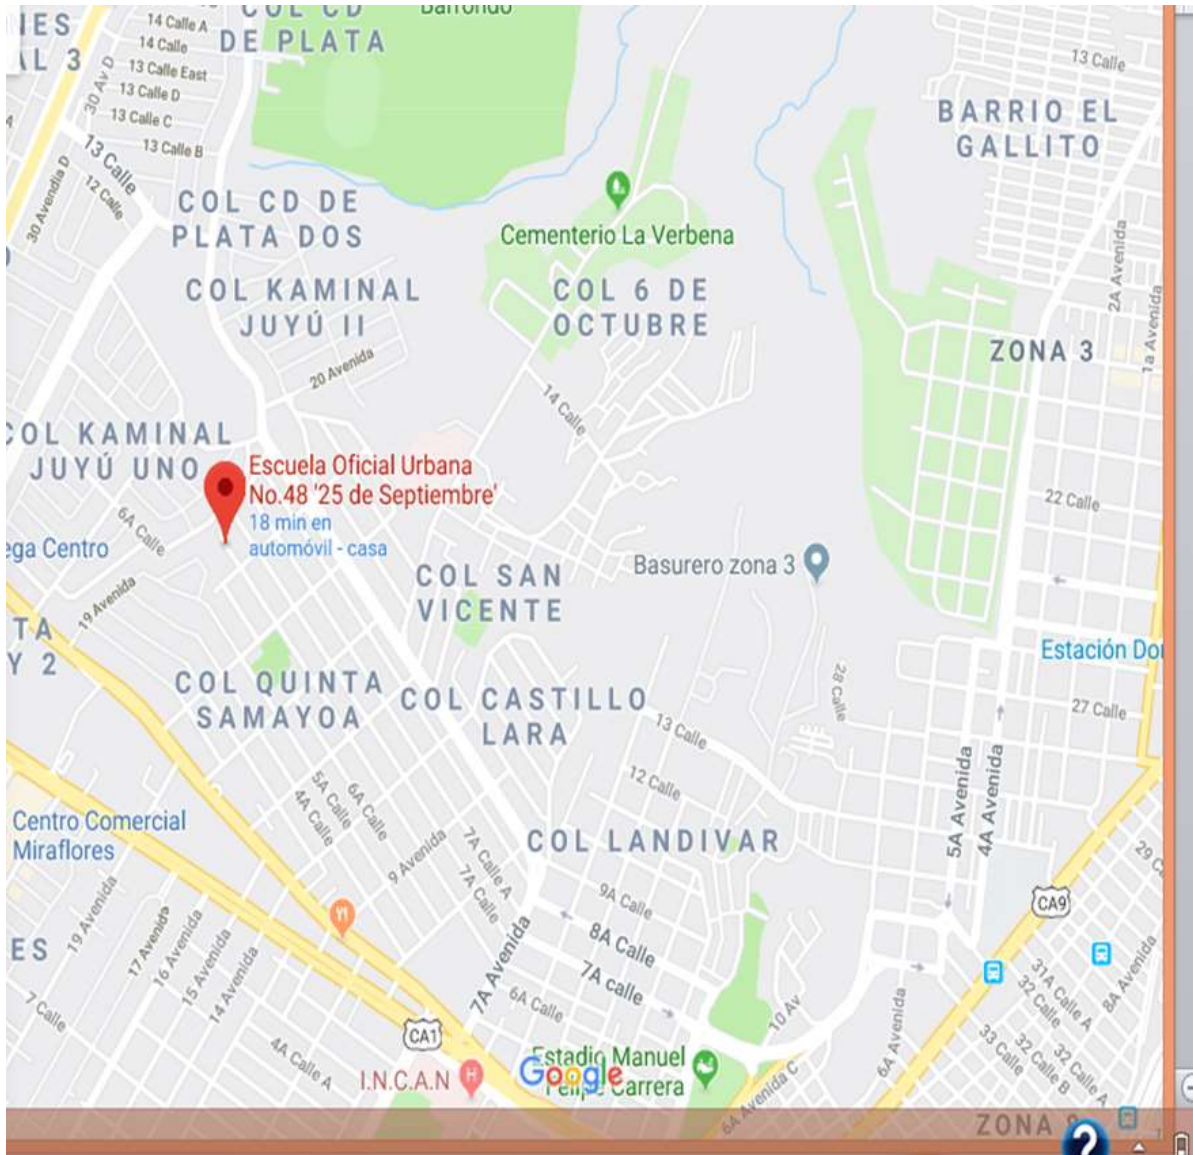 COL CD
DE PLATA
Barrondo
14 Calle A
14 Calle
13 Calle East
13 Calle D
13 Calle C
13 Calle B
30 Av D
AL 3
13 Calle
12 Calle
30 Avendia D
13 Calle
BARRIO EL
GALLITO
COL CD DE
PLATA DOS
Cementerio La Verbena
COL KAMINAL
JUYÚ II
COL 6 DE
OCTUBRE
2A Avenida
1a Avenida
ZONA 3
20 Avenida
14 Calle
COL KAMINAL
JUYÚ UNO
Escuela Oficial Urbana
No.48 '25 de Septiembre'
18 min en
automóvil - casa
22 Calle
6A Calle
ega Centro
19 Avenida
Basurero zona 3
COL SAN
VICENTE
TA
Y 2
Estación Do
28 Calle
27 Calle
COL QUINTA
SAMAYOA
COL CASTILLO
LARA
13 Calle
12 Calle
5A Avenida
4A Avenida
5A Calle
4A Calle
6A Calle
Centro Comercial
Miraflores
COL LANDIVAR
9 Avenida
7A Calle A
7A Calle
29 C
9A Calle
CA9
ES
19 Avenida
17 Avenida
16 Avenida
15 Avenida
14 Avenida
8A Calle
7A calle
7A Avenida
6A Calle
31A Calle A
32 Calle
8A Avenida
7 Calle
10 Av
6A Avenida
33 Calle
32 Calle B
32 Calle A
CA1
4A Calle A
I.N.C.A.N
H
Estadio Manuel
Felipe Carrera
Google
6A Avenida C
ZONA
?